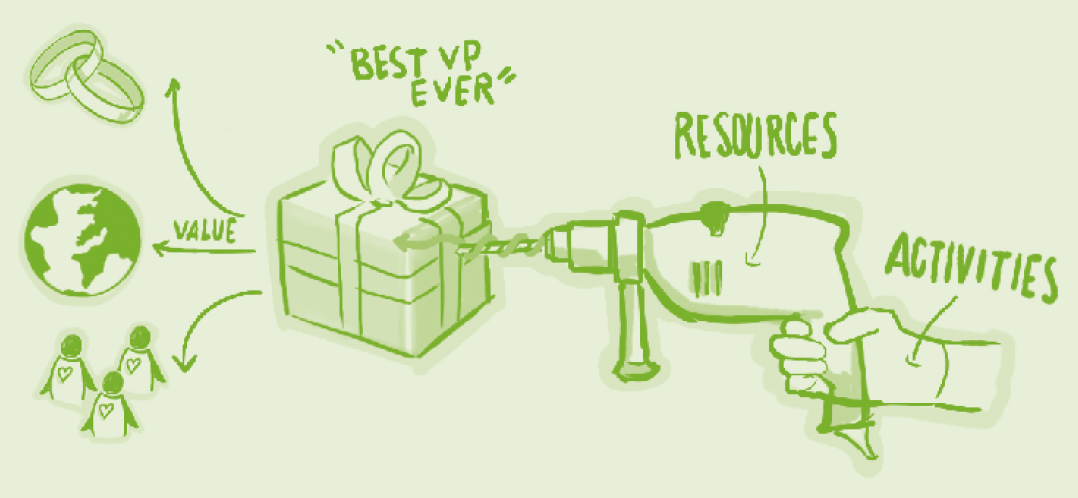 "BEST VP
EVER"
RESOURCES
VALUE
ACTIVITIES